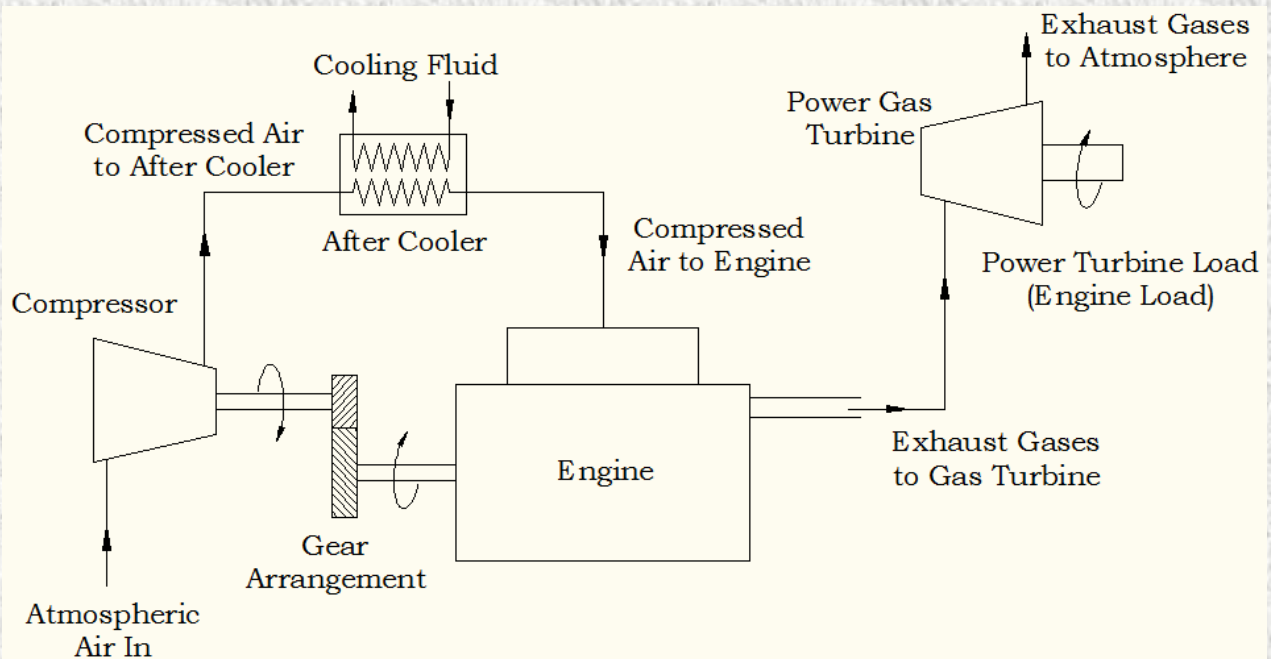 Exhaust Gases
to Atmosphere
Cooling Fluid
Power Gas
Turbine
Compressed Air
to After Cooler
After Cooler
Compressed
Air to Engine
Power Turbine Load
(Engine Load)
Compressor
Exhaust Gases
to Gas Turbine
Engine
Gear
Arrangement
Atmospheric
Air In